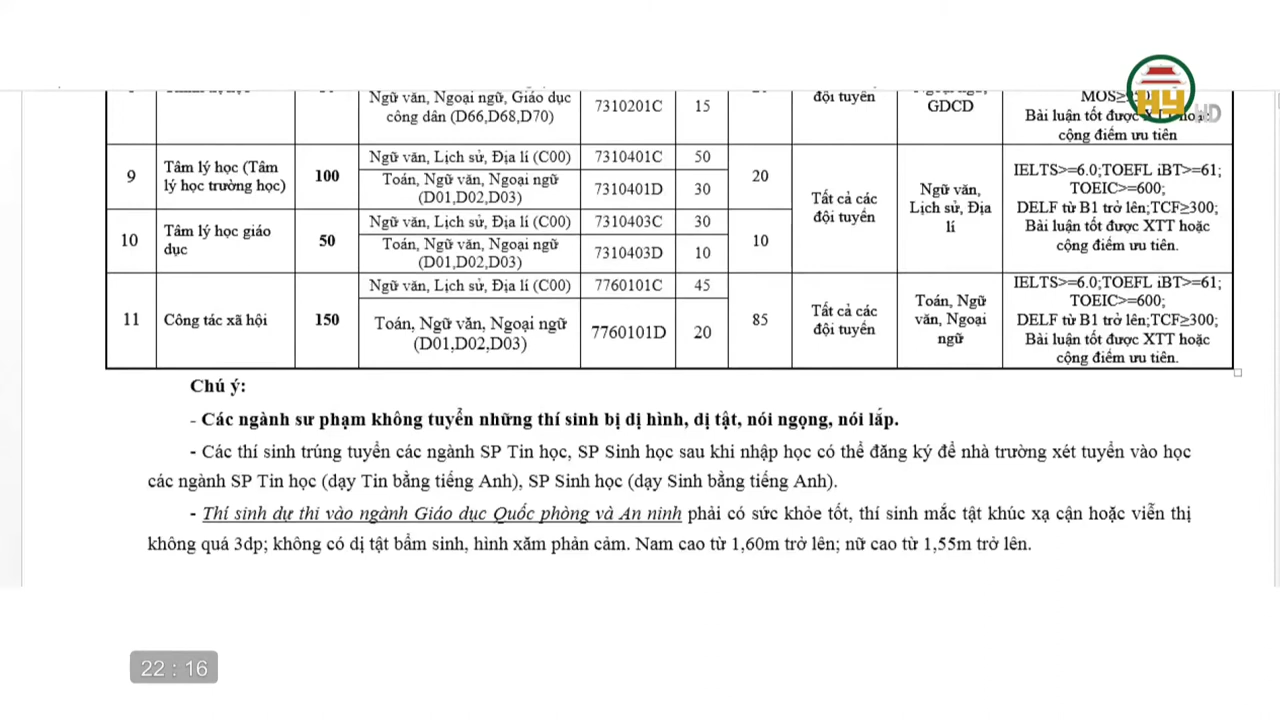 Ngữ văn, Ngoại ngữ, Giáo dục
công dân (D66,D68,D70)
7310201C
15
đội tuyển
GDCD
MOS≥
Bài luận tốt được
cộng điểm ưu tiên
HY HD
9
Tâm lý học (Tâm
lý học trường học)
100
Ngữ văn, Lịch sử, Địa lí (C00)
7310401C
50
Toán, Ngữ văn, Ngoại ngữ
(D01,D02,D03)
7310401D
30
20
Tất cả các
đội tuyển
Ngữ văn,
Lịch sử, Địa
lí
IELTS>=6.0;TOEFL iBT>=61;
TOEIC>=600;
DELF từ B1 trở lên;TCF≥300;
Bài luận tốt được XTT hoặc
cộng điểm ưu tiên.
10
Tâm lý học giáo
dục
50
Ngữ văn, Lịch sử, Địa lí (C00)
7310403C
30
Toán, Ngữ văn, Ngoại ngữ
(D01,D02,D03)
7310403D
10
10
11
Công tác xã hội
150
Ngữ văn, Lịch sử, Địa lí (C00)
7760101C
45
Toán, Ngữ văn, Ngoại ngữ
(D01,D02,D03)
7760101D
20
85
Tất cả các
đội tuyển
Toán, Ngữ
văn, Ngoại
ngữ
IELTS>=6.0;TOEFL iBT>=61;
TOEIC>=600;
DELF từ B1 trở lên;TCF≥300;
Bài luận tốt được XTT hoặc
cộng điểm ưu tiên.
Chú ý:
- Các ngành sư phạm không tuyển những thí sinh bị dị hình, dị tật, nói ngọng, nói lắp.
- Các thí sinh trúng tuyển các ngành SP Tin học, SP Sinh học sau khi nhập học có thể đăng ký để nhà trường xét tuyển vào học
các ngành SP Tin học (dạy Tin bằng tiếng Anh), SP Sinh học (dạy Sinh bằng tiếng Anh).
- Thí sinh dự thi vào ngành Giáo dục Quốc phòng và An ninh phải có sức khỏe tốt, thí sinh mắc tật khúc xạ cận hoặc viễn thị
không quá 3dp; không có dị tật bẩm sinh, hình xăm phản cảm. Nam cao từ 1,60m trở lên; nữ cao từ 1,55m trở lên.
22 : 16